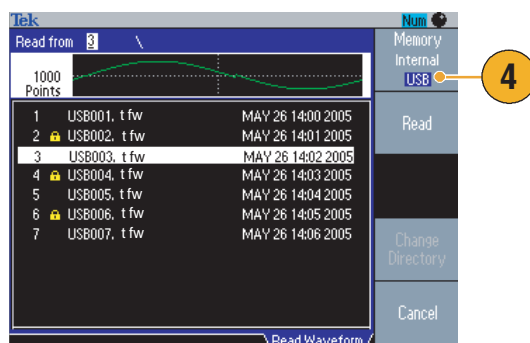 Tek
Num
Read from 3 \
Memory
Internal
USB
4
1000
Points
Read
1 USB001. tfw MAY 26 14:00 2005
2 USB002. tfw MAY 26 14:01 2005
3 USB003. tfw MAY 26 14:02 2005
4 USB004. tfw MAY 26 14:03 2005
5 USB005. tfw MAY 26 14:04 2005
6 USB006. tfw MAY 26 14:05 2005
7 USB007. tfw MAY 26 14:06 2005
Change
Directory
Cancel
\ Read Waveform /